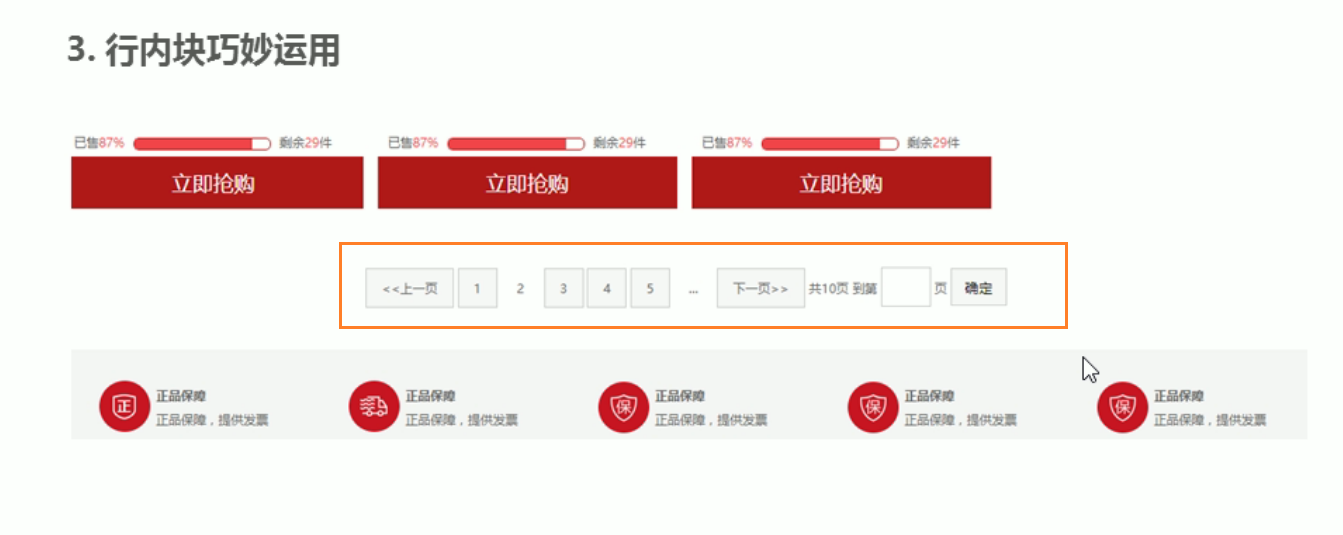 3. 行内块巧妙运用
已售87% 剩余29件 已售87% 剩余29件 已售87% 剩余29件
立即抢购 立即抢购 立即抢购
<<上一页 1 2 3 4 5 ... 下一页>> 共10页 到第 页 确定
正 正品保障 正品保障 保 正品保障 保 正品保障 保 正品保障
正品保障，提供发票 正品保障，提供发票 正品保障，提供发票 正品保障，提供发票 正品保障，提供发票